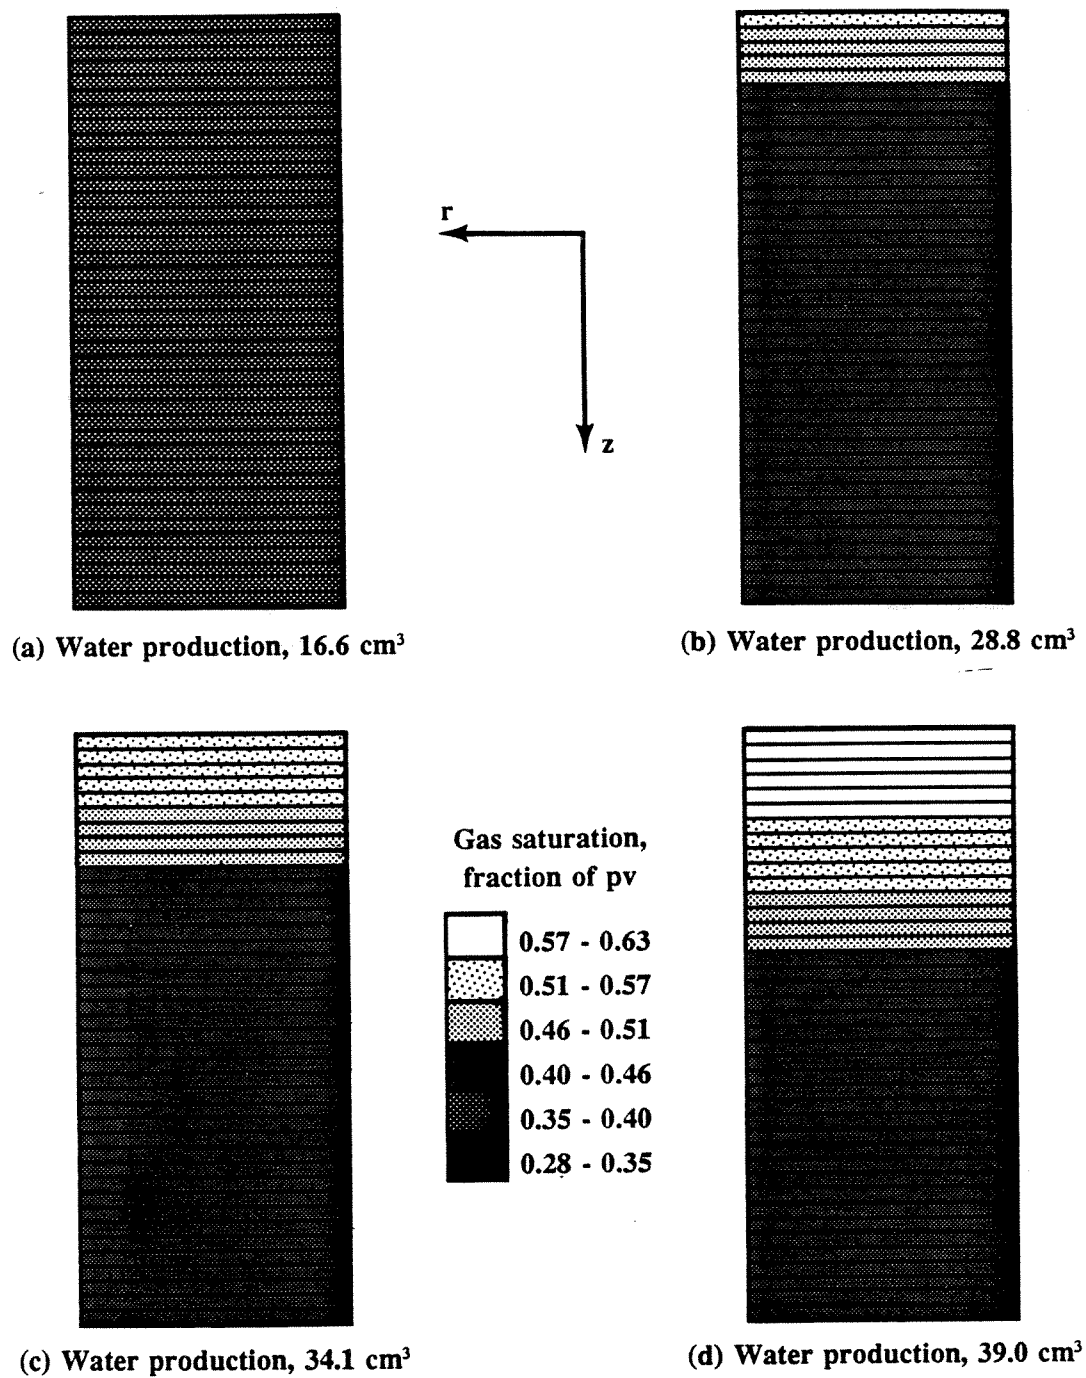 r
z
(a) Water production, 16.6 cm³
(b) Water production, 28.8 cm³
Gas saturation,
fraction of pv
0.57 - 0.63
0.51 - 0.57
0.46 - 0.51
0.40 - 0.46
0.35 - 0.40
0.28 - 0.35
(c) Water production, 34.1 cm³
(d) Water production, 39.0 cm³